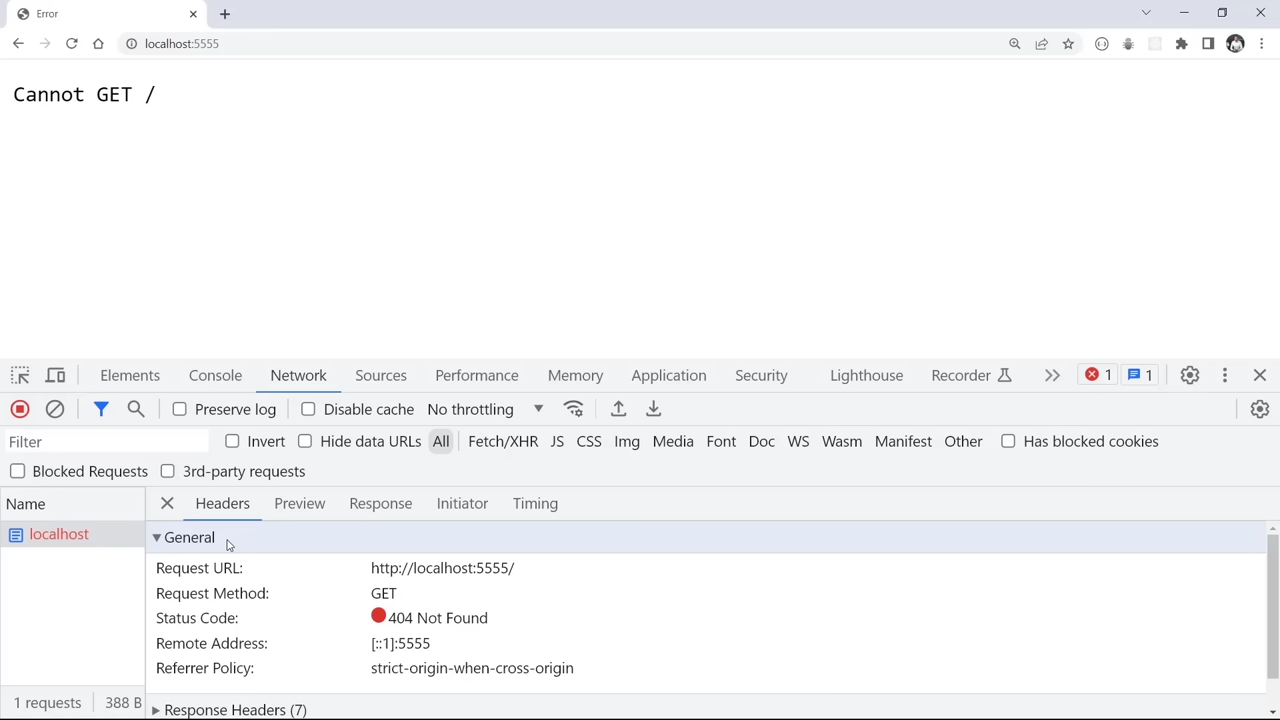 Error
localhost:5555
Cannot GET /
Elements Console Network Sources Performance Memory Application Security Lighthouse Recorder 1 1
Preserve log Disable cache No throttling
Filter Invert Hide data URLs All Fetch/XHR JS CSS Img Media Font Doc WS Wasm Manifest Other Has blocked cookies
Blocked Requests 3rd-party requests
Name Headers Preview Response Initiator Timing
localhost General
Request URL: http://localhost:5555/
Request Method: GET
Status Code: 404 Not Found
Remote Address: [::1]:5555
Referrer Policy: strict-origin-when-cross-origin
1 requests 388 B Response Headers (7)